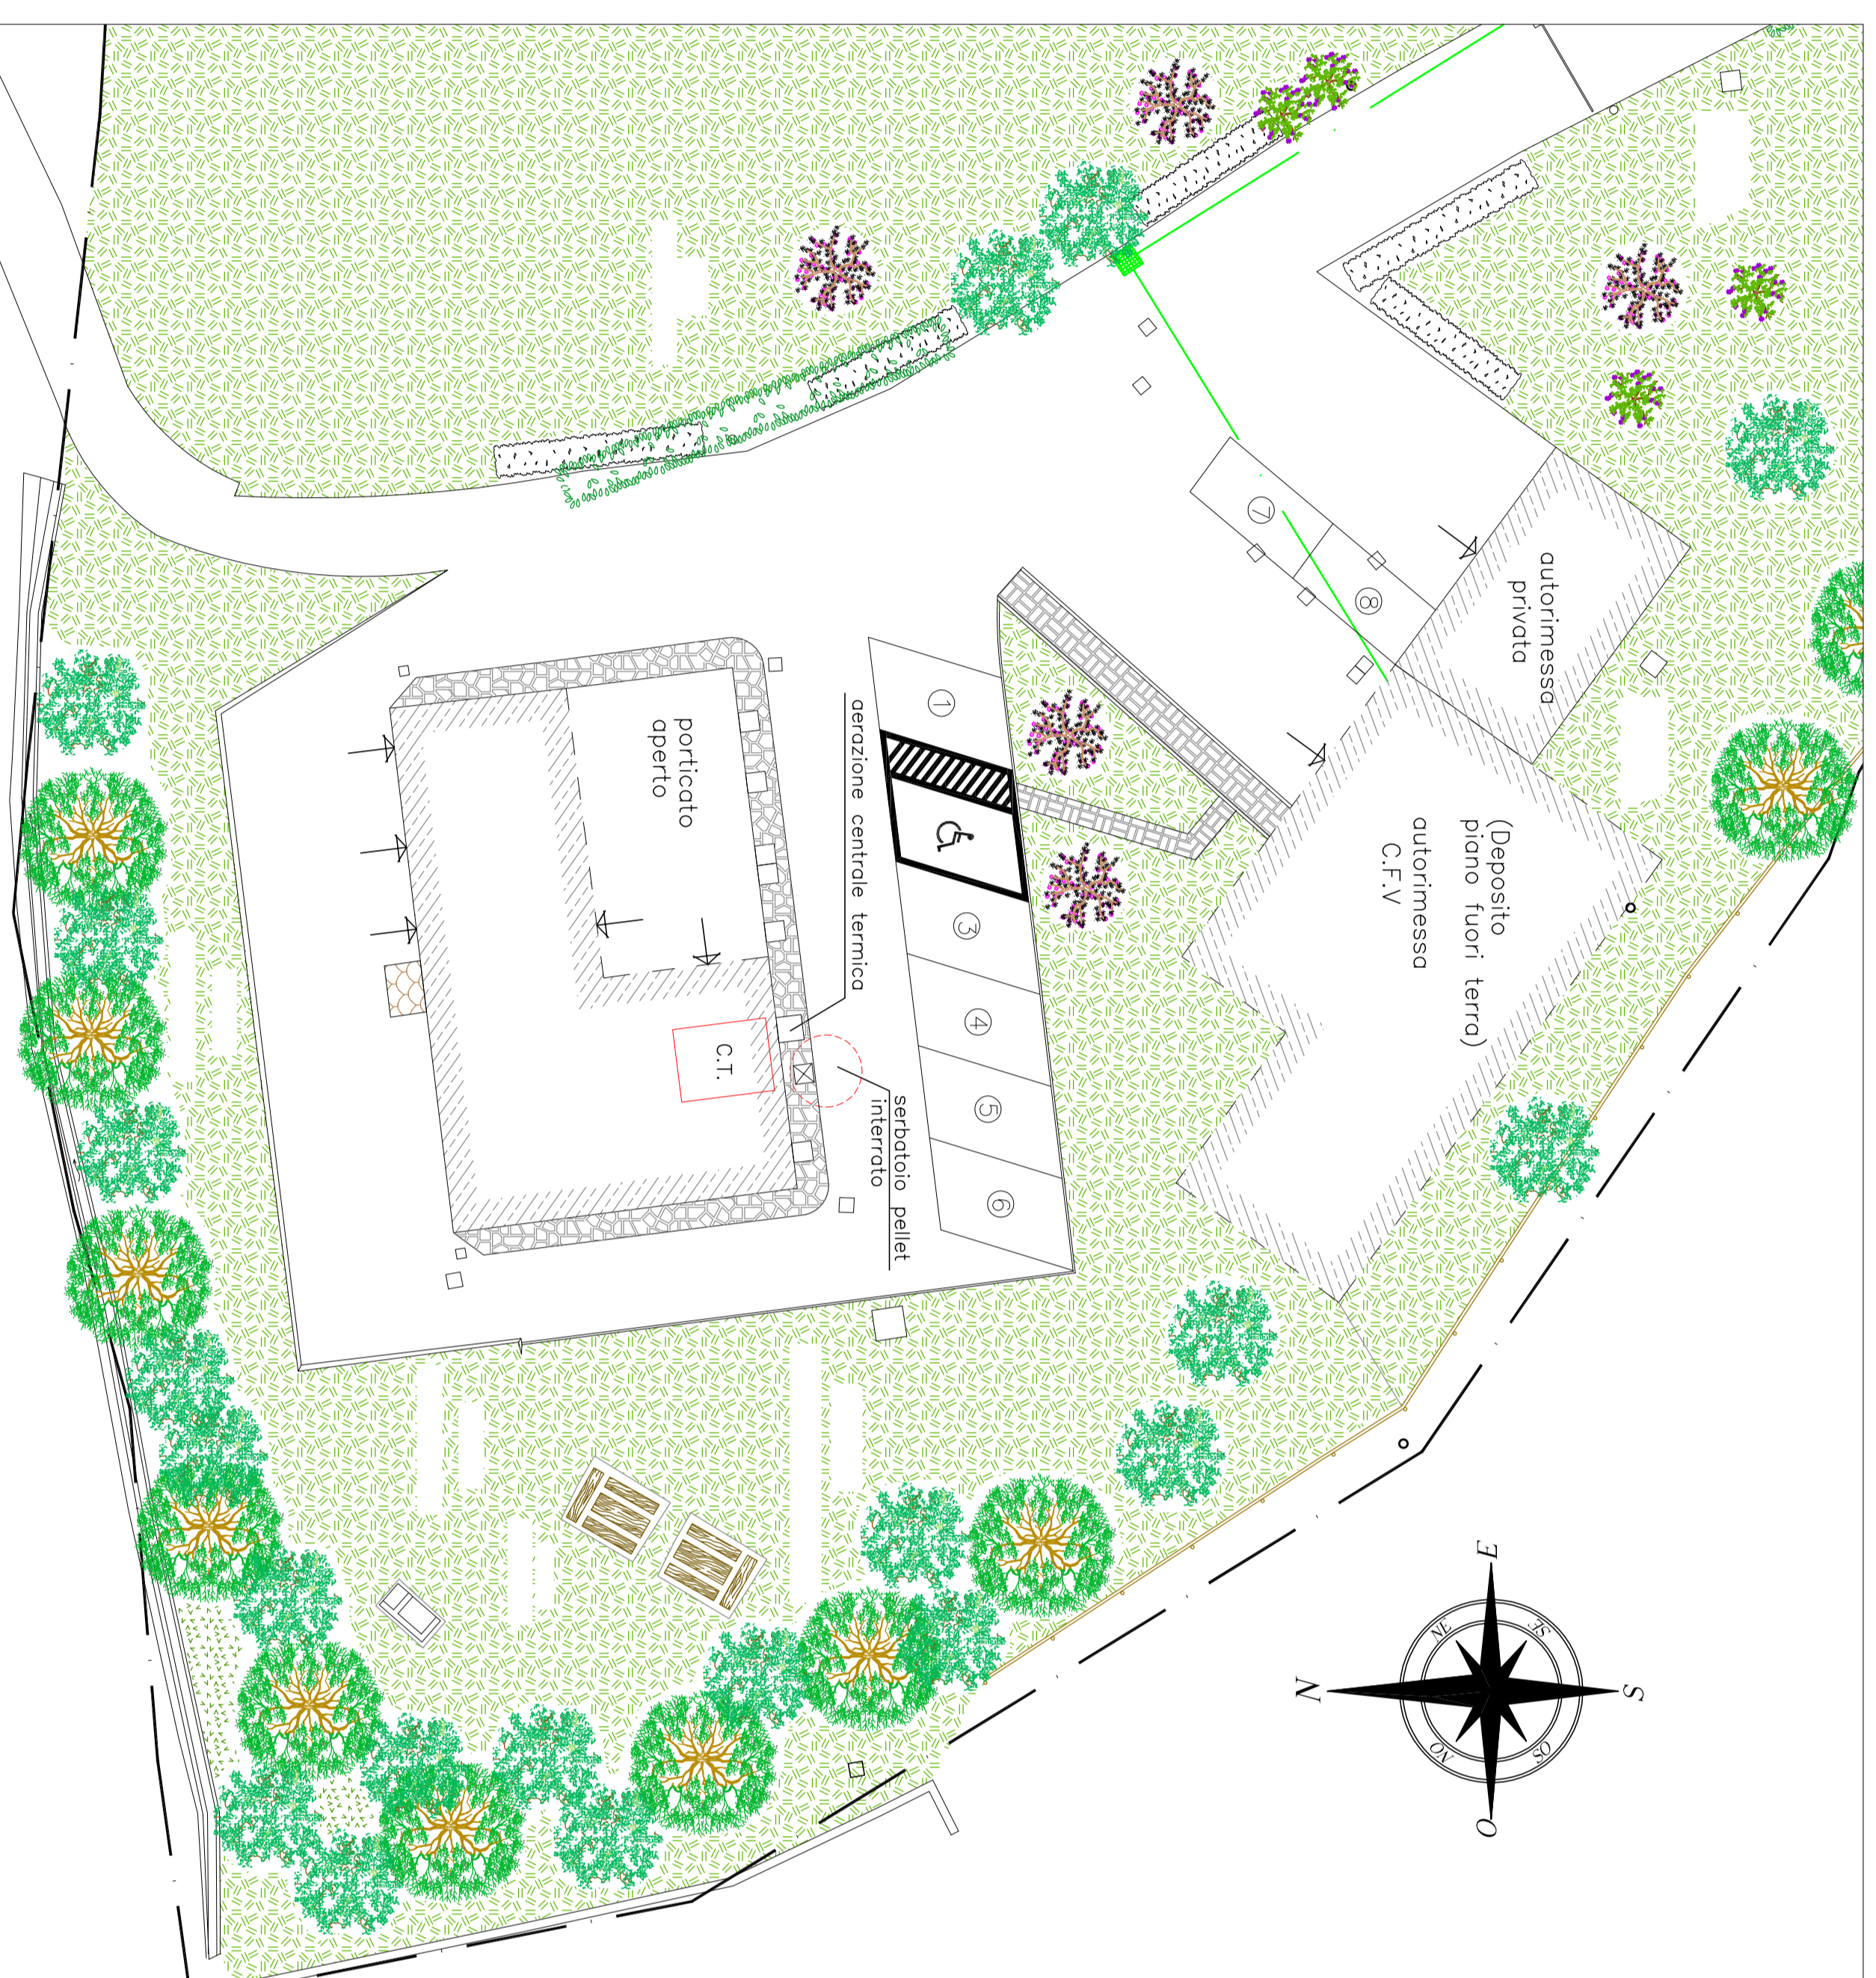 autorimessa
privata
(Deposito
piano fuori terra)
autorimessa
C.F.V
7
8
porticato
aperto
aerazione centrale termica
C.T.
serbatoio pellet
interrato
1
3
4
5
6
E
SE
S
SO
O
NO
N
NE